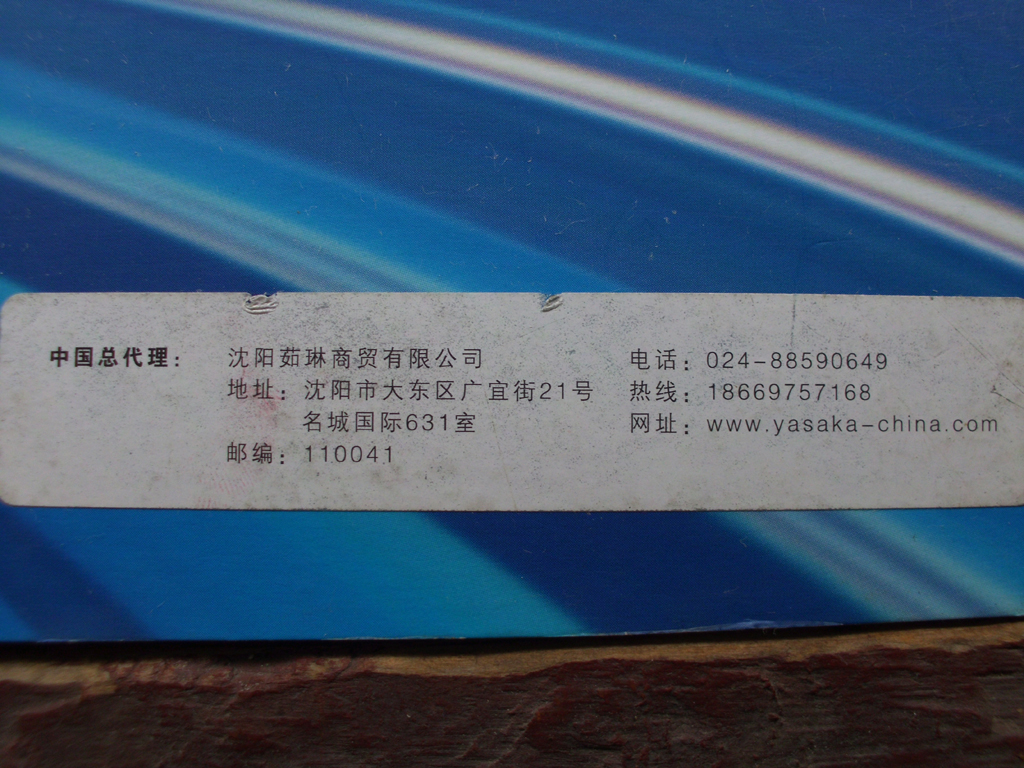 中国总代理: 沈阳茹琳商贸有限公司
地址: 沈阳市大东区广宜街21号
名城国际631室
邮编: 110041
电话: 024-88590649
热线: 18669757168
网址: www.yasaka-china.com